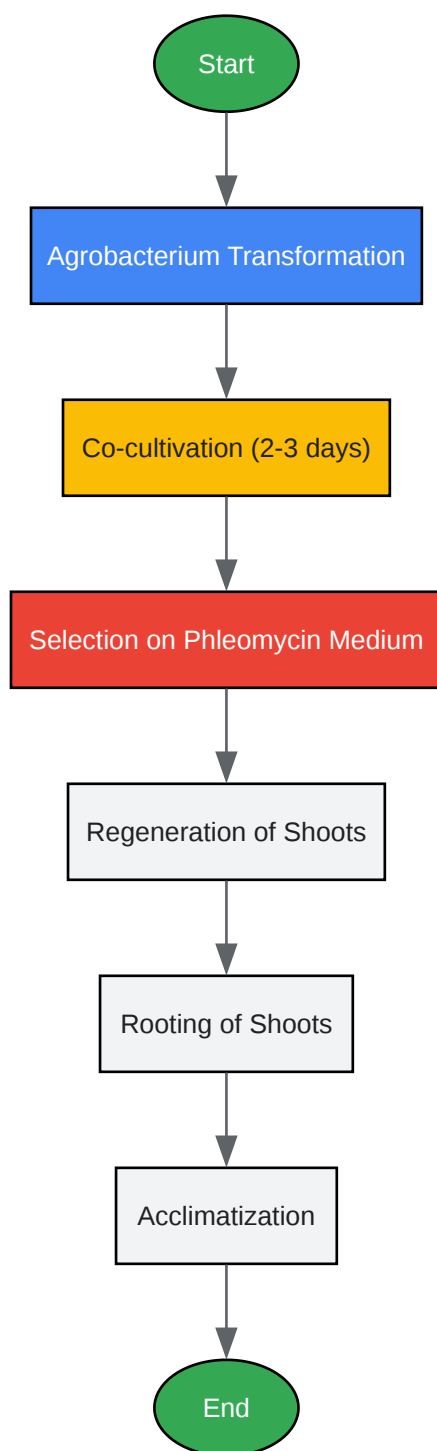 Start
Agrobacterium Transformation
Co-cultivation (2-3 days)
Selection on Phleomycin Medium
Regeneration of Shoots
Rooting of Shoots
Acclimatization
End